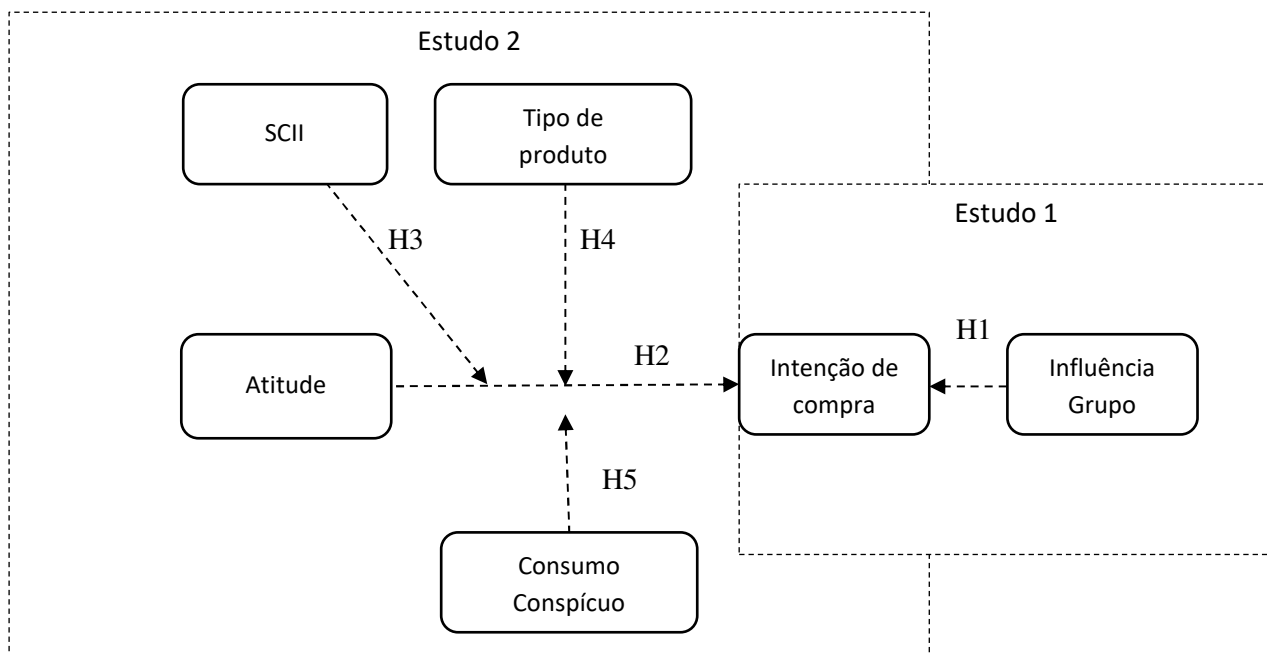 Estudo 2
SCII
Tipo de
produto
Estudo 1
H3
H4
Atitude
H2
Intenção de
compra
H1
Influência
Grupo
H5
Consumo
Conspícuo